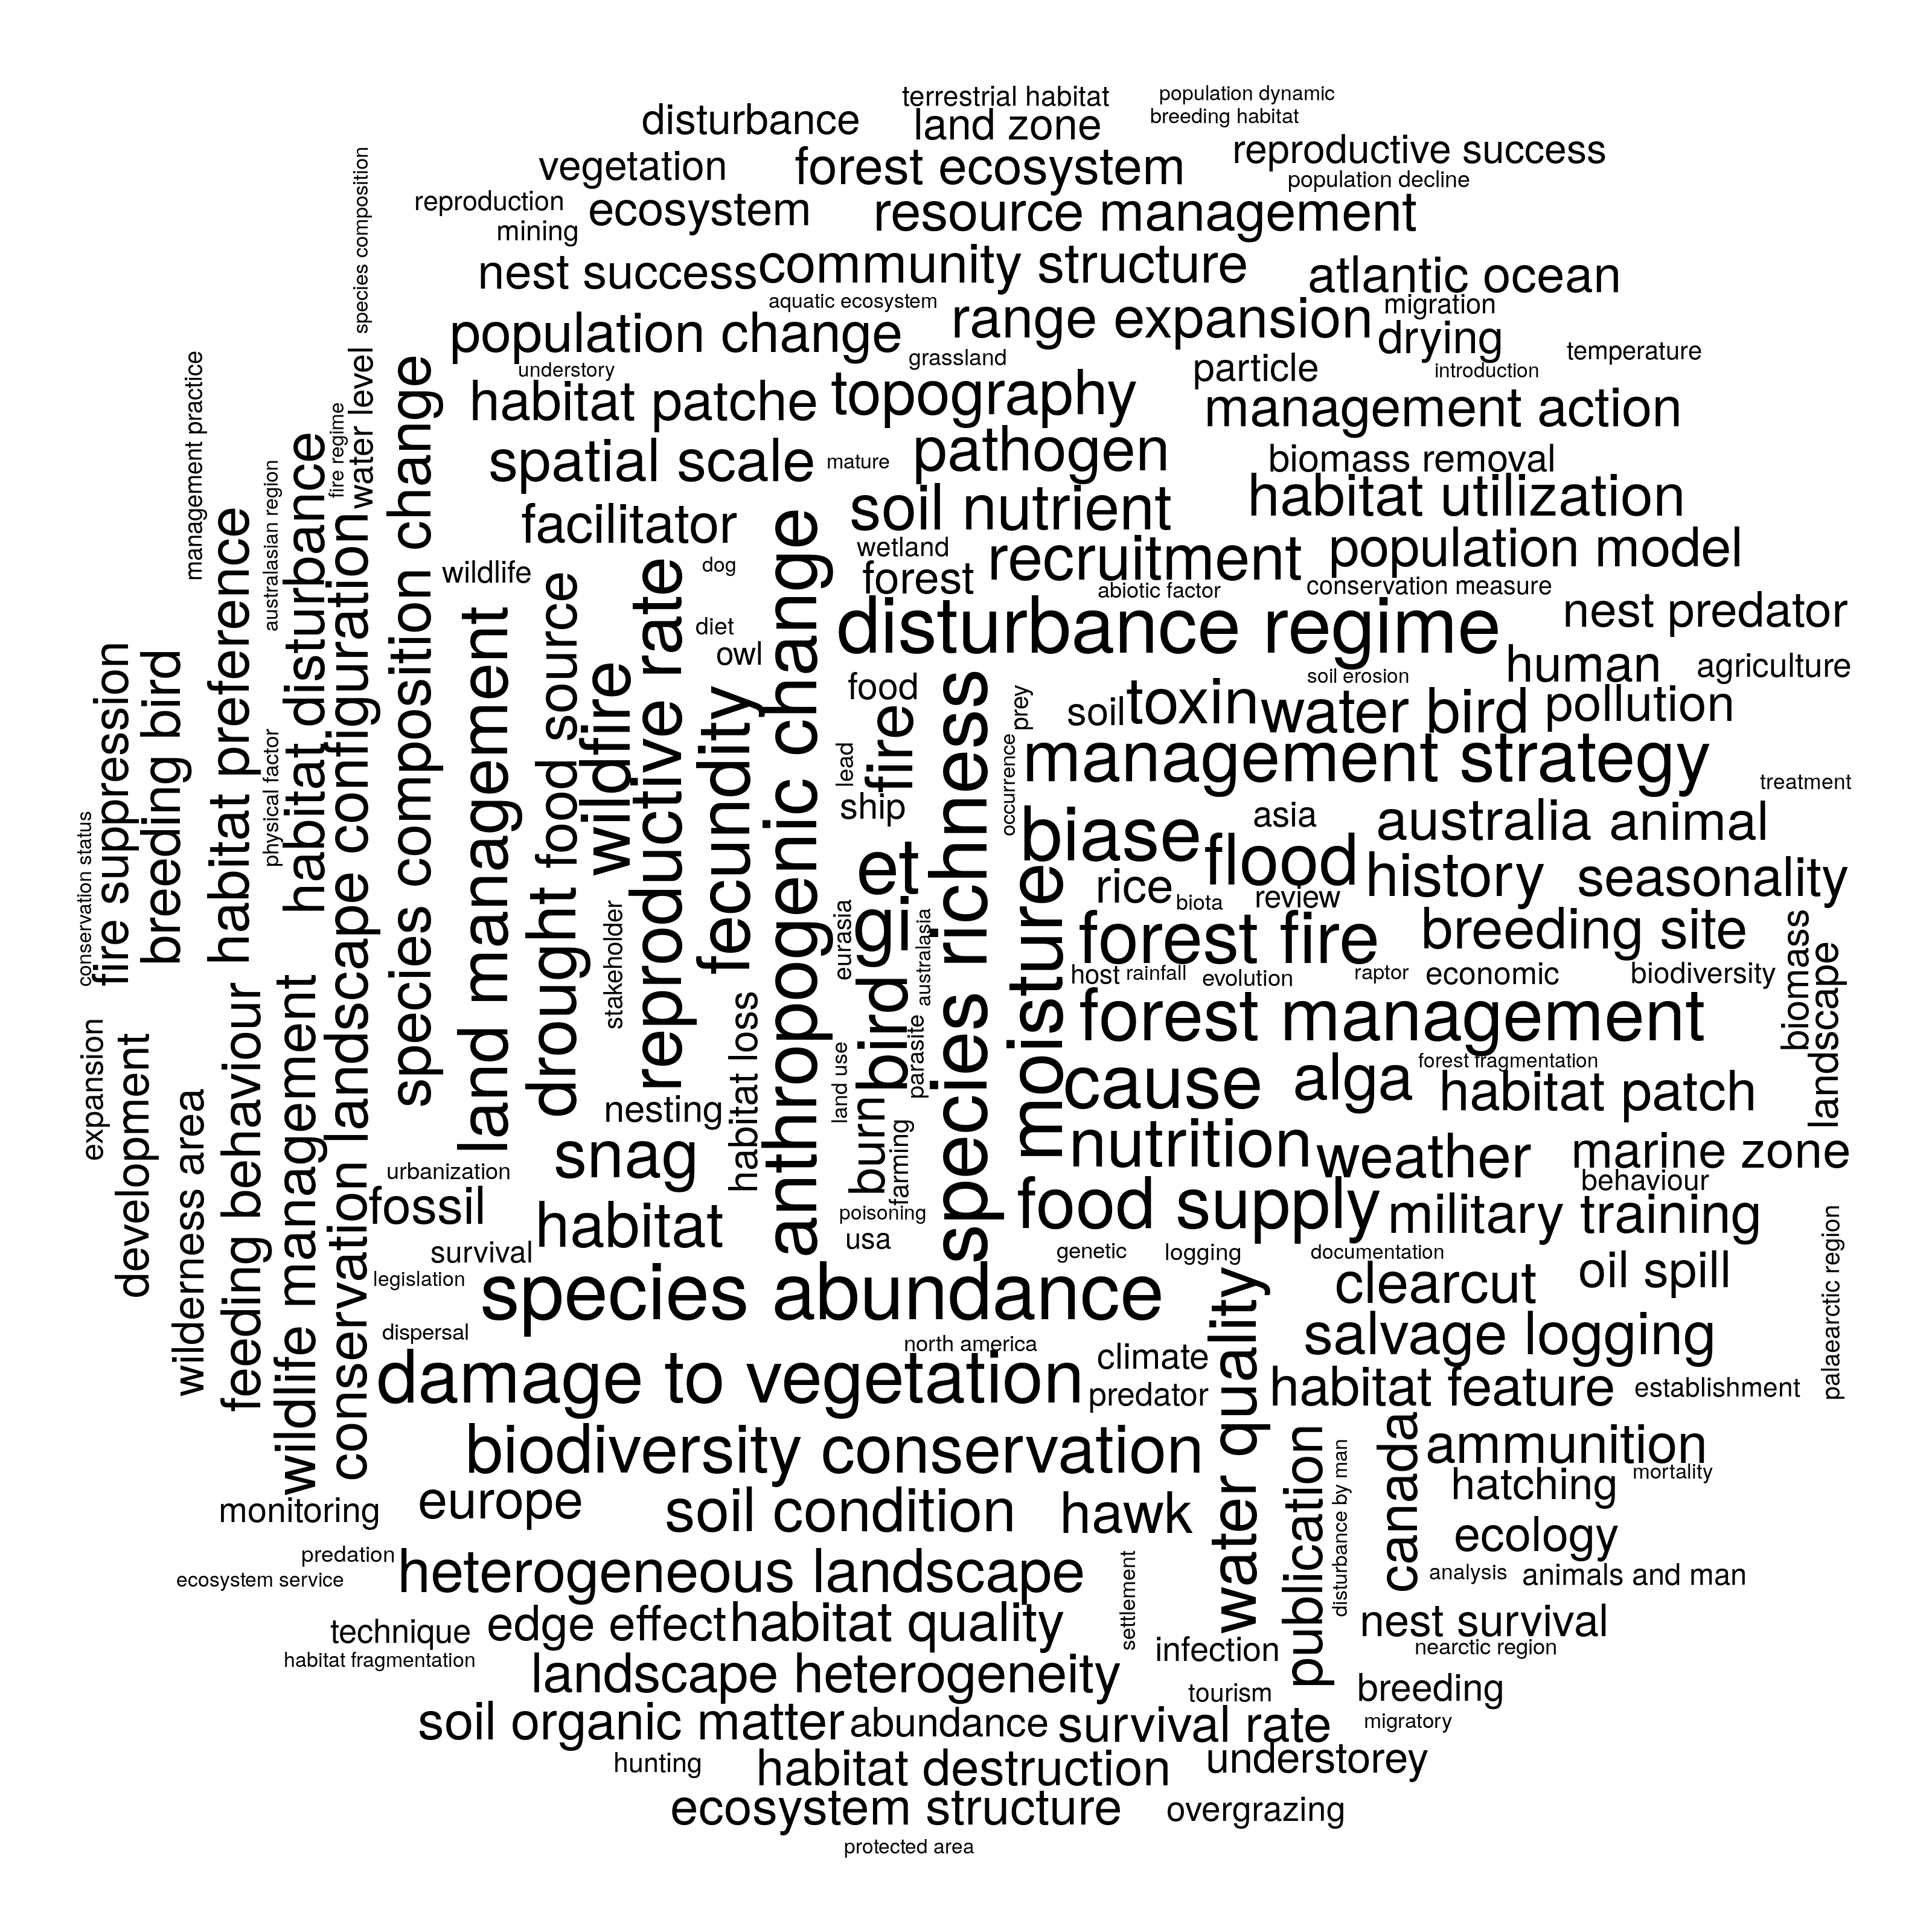 terrestrial habitat
population dynamic
disturbance
land zone
breeding habitat
vegetation
forest ecosystem
reproductive success
population decline
reproduction
ecosystem
resource management
mining
nest success
community structure
atlantic ocean
aquatic ecosystem
migration
population change
range expansion
drying
temperature
grassland
understory
particle
introduction
habitat patche
topography
management action
spatial scale
mature
pathogen
biomass removal
habitat utilization
facilitator
soil nutrient
wetland
recruitment
population model
wildlife
dog
forest
abiotic factor
conservation measure
disturbance regime
nest predator
diet
owl
human
agriculture
food
soil erosion
soil
toxin
water bird
pollution
management strategy
treatment
ship
biase
asia
australia animal
et
flood
history
seasonality
rice
biota
review
gi
forest fire
breeding site
host
rainfall
evolution
raptor
economic
biodiversity
forest management
forest fragmentation
cause
alga
habitat patch
nesting
snag
nutrition
weather
marine zone
urbanization
behaviour
fossil
habitat
food supply
military training
poisoning
usa
survival
genetic
logging
documentation
legislation
species abundance
clearcut
oil spill
dispersal
north america
salvage logging
damage to vegetation
climate
predator
habitat feature
establishment
biodiversity conservation
ammunition
hatching
mortality
monitoring
europe
soil condition
hawk
ecology
predation
ecosystem service
heterogeneous landscape
analysis
animals and man
technique
edge effect
habitat quality
nest survival
infection
nearctic region
habitat fragmentation
landscape heterogeneity
tourism
breeding
soil organic matter
abundance
survival rate
migratory
hunting
habitat destruction
understorey
ecosystem structure
overgrazing
protected area
conservation status
expansion
fire suppression
development
breeding bird
wilderness area
management practice
habitat preference
feeding behaviour
australasian region
physical factor
habitat disturbance
wildlife management
fire regime
species composition
water level
landscape configuration
conservation
species composition change
land management
food source
drought
wildfire
stakeholder
reproductive rate
fecundity
habitat loss
anthropogenic change
lead
eurasia
land use
fire
bird
burn
farming
australasia
parasite
species richness
prey
occurrence
moisture
water quality
settlement
publication
disturbance by man
canada
biomass
landscape
palaearctic region